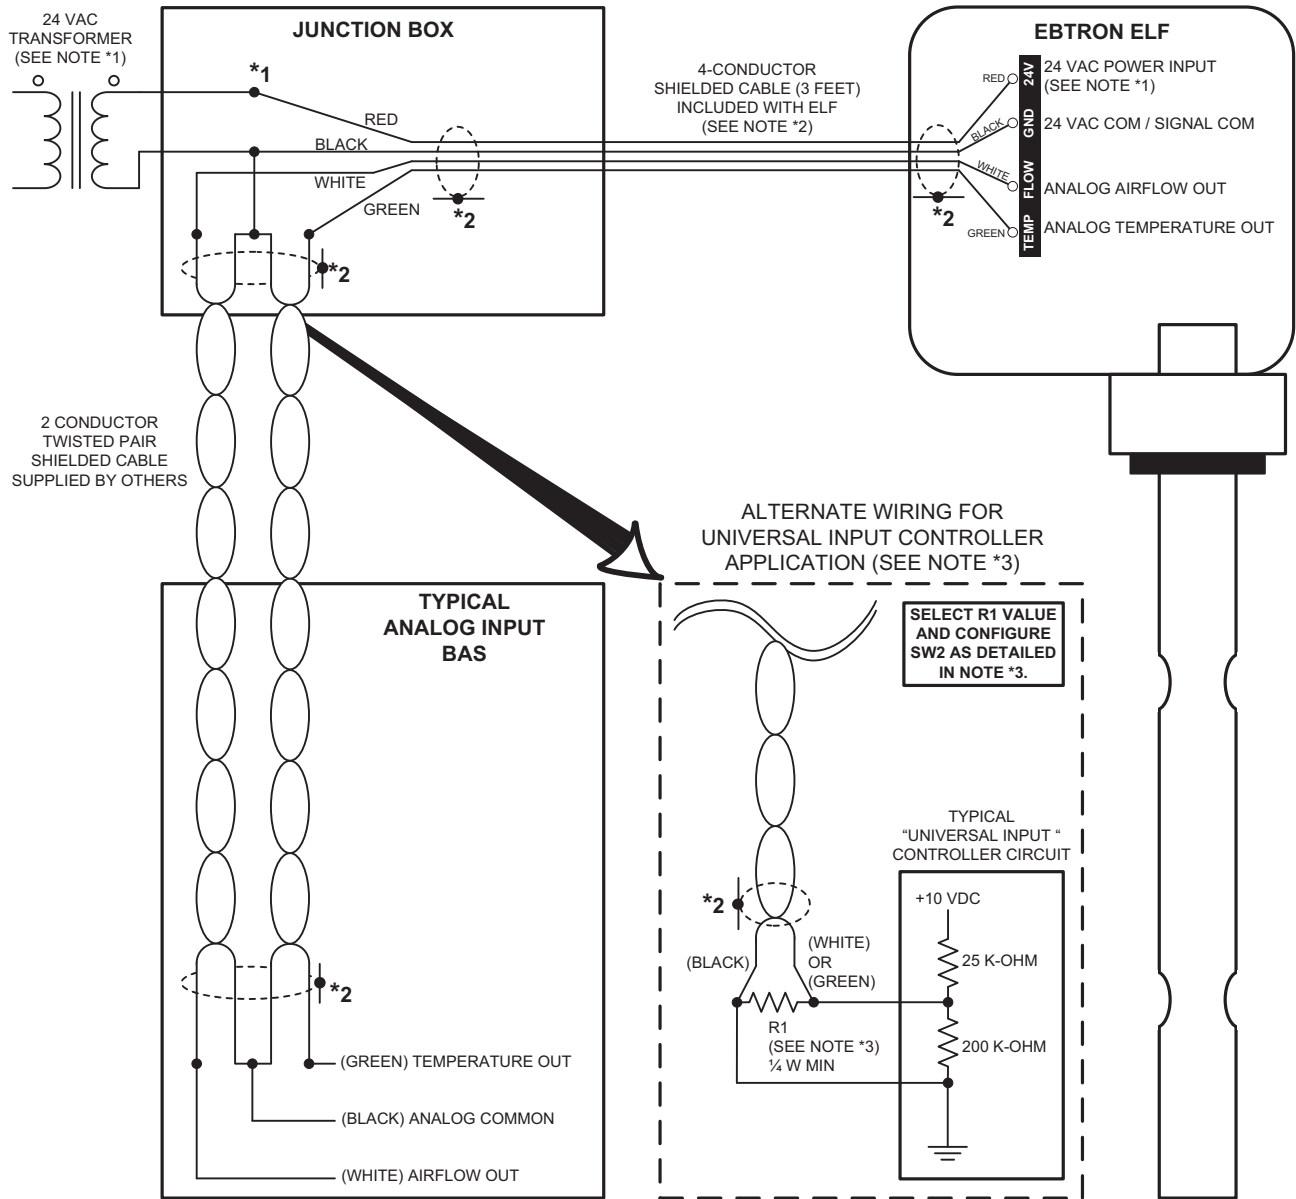 24 VAC
TRANSFORMER
(SEE NOTE *1)
JUNCTION BOX
*1
RED
BLACK
WHITE
GREEN
*2
*2
4-CONDUCTOR
SHIELDED CABLE (3 FEET)
INCLUDED WITH ELF
(SEE NOTE *2)
EBTRON ELF
RED
BLACK
WHITE
GREEN
*2
24V
GND
FLOW
TEMP
24 VAC POWER INPUT
(SEE NOTE *1)
24 VAC COM / SIGNAL COM
ANALOG AIRFLOW OUT
ANALOG TEMPERATURE OUT
2 CONDUCTOR
TWISTED PAIR
SHIELDED CABLE
SUPPLIED BY OTHERS
TYPICAL
ANALOG INPUT
BAS
*2
(GREEN) TEMPERATURE OUT
(BLACK) ANALOG COMMON
(WHITE) AIRFLOW OUT
ALTERNATE WIRING FOR
UNIVERSAL INPUT CONTROLLER
APPLICATION (SEE NOTE *3)
SELECT R1 VALUE
AND CONFIGURE
SW2 AS DETAILED
IN NOTE *3.
*2
(BLACK)
(WHITE)
OR
(GREEN)
R1
(SEE NOTE *3)
¼ W MIN
TYPICAL
“UNIVERSAL INPUT “
CONTROLLER CIRCUIT
+10 VDC
25 K-OHM
200 K-OHM